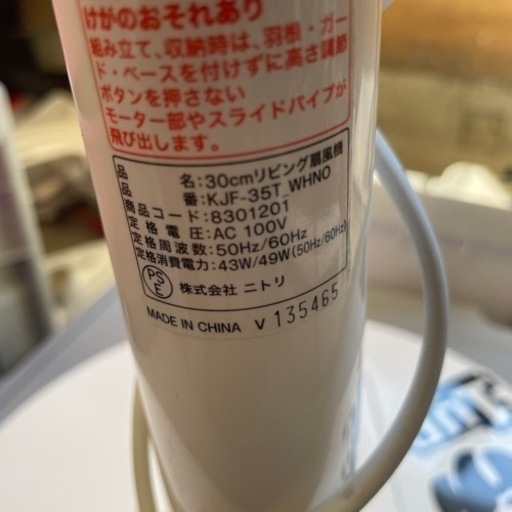 けがのおそれあり
組み立て、収納時は、羽根・ガー
ド・ベースを付けずに高さ調節
ボタンを押さない
モーター部やスライドパイプが
飛び出します。
品 名:30cmリビング扇風機
品 番:KJF-35T_WHNO
商品コード:8301201
定格電圧:AC 100V
定格周波数:50Hz/60Hz
定格消費電力:43W/49W(50Hz/60Hz)
PSE 株式会社 ニトリ
MADE IN CHINA V 135465